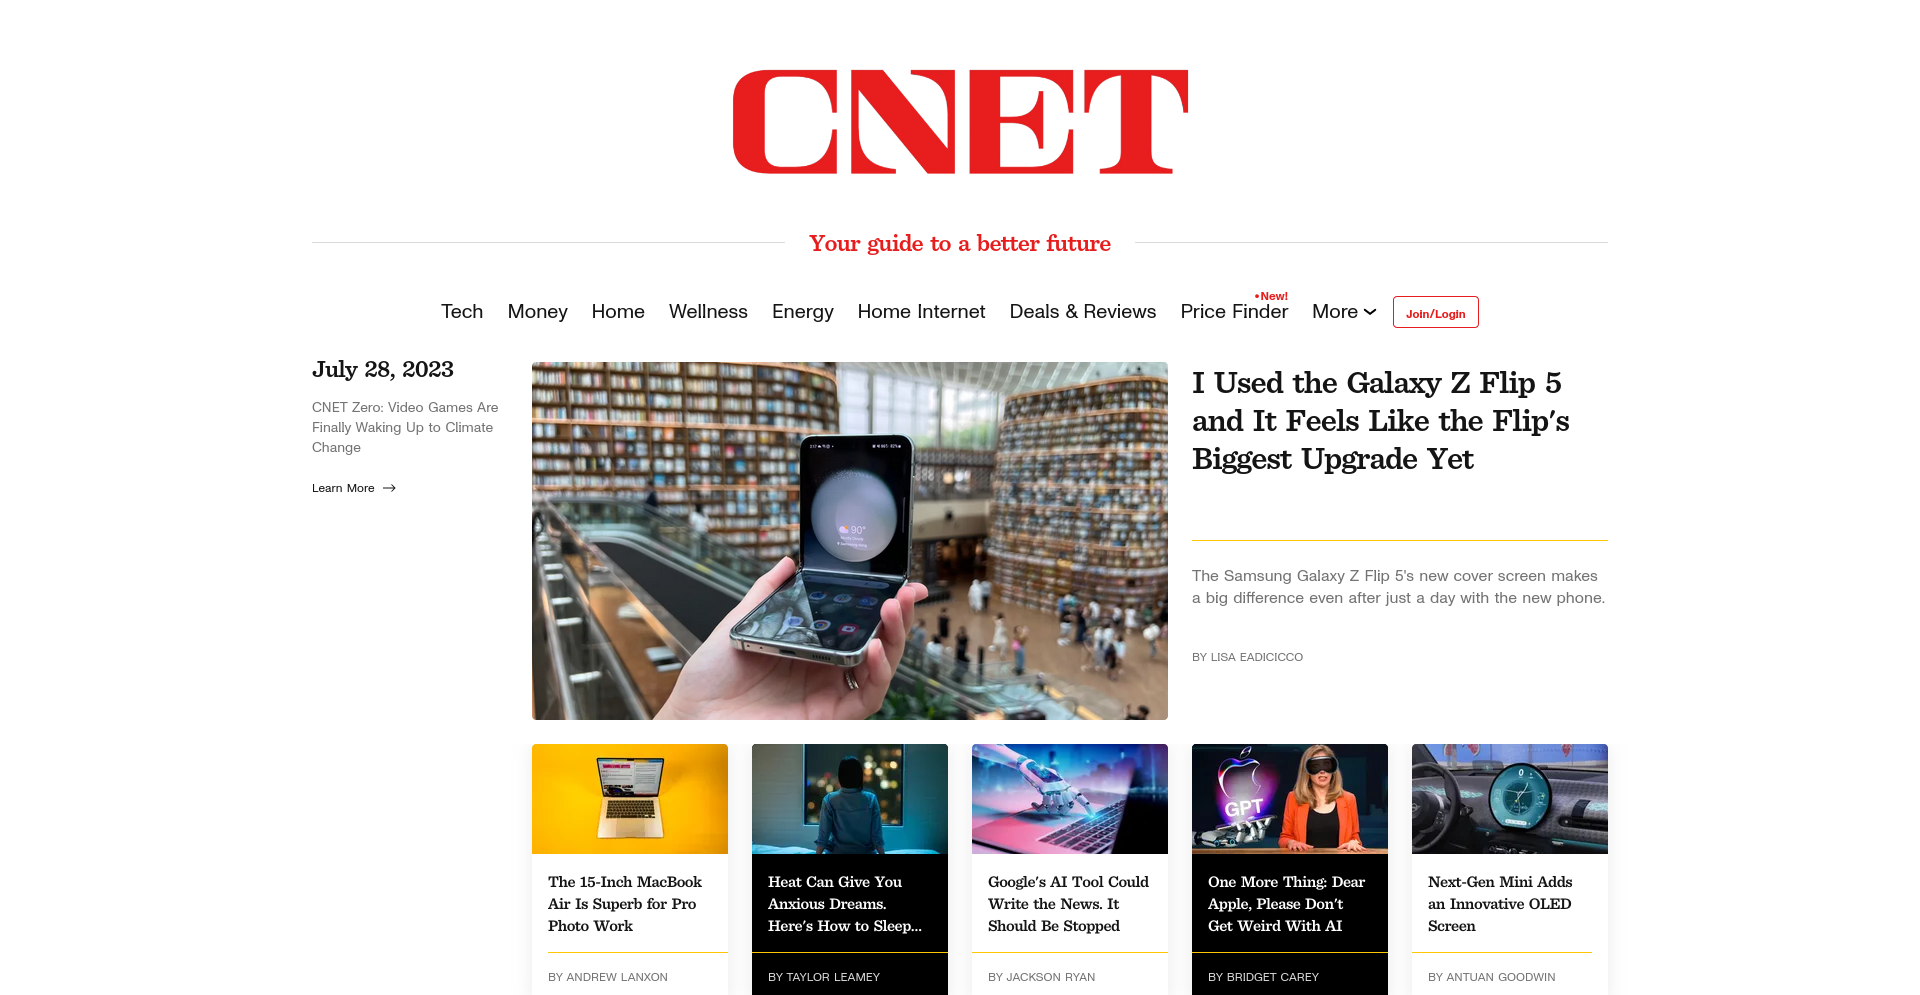 CNET
Your guide to a better future
Tech Money Home Wellness Energy Home Internet Deals & Reviews Price Finder •New! More Join/Login
July 28, 2023
CNET Zero: Video Games Are
Finally Waking Up to Climate
Change
Learn More
I Used the Galaxy Z Flip 5
and It Feels Like the Flip's
Biggest Upgrade Yet
The Samsung Galaxy Z Flip 5's new cover screen makes
a big difference even after just a day with the new phone.
BY LISA EADICICCO
90°
GPT
The 15-Inch MacBook
Air Is Superb for Pro
Photo Work
BY ANDREW LANXON
Heat Can Give You
Anxious Dreams.
Here's How to Sleep...
BY TAYLOR LEAMEY
Google's AI Tool Could
Write the News. It
Should Be Stopped
BY JACKSON RYAN
One More Thing: Dear
Apple, Please Don't
Get Weird With AI
BY BRIDGET CAREY
Next-Gen Mini Adds
an Innovative OLED
Screen
BY ANTUAN GOODWIN